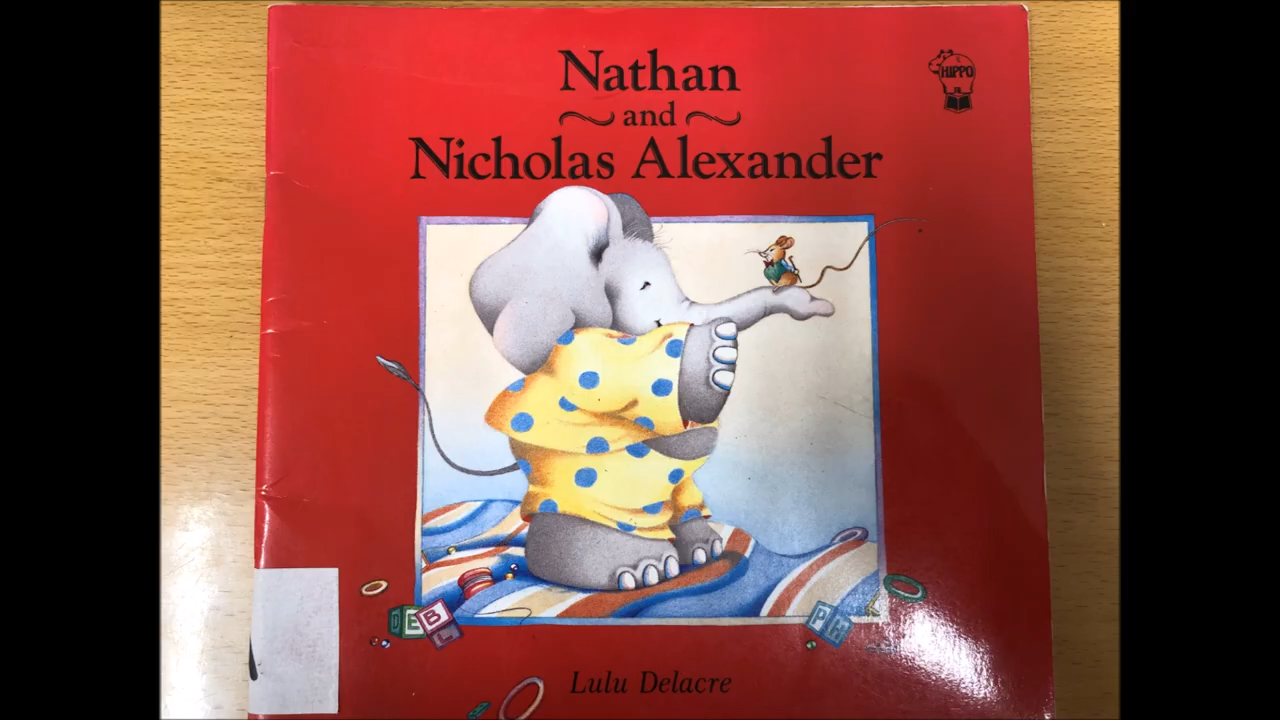 Nathan
and
Nicholas Alexander
HIPPO
E B
L
P K
Lulu Delacre